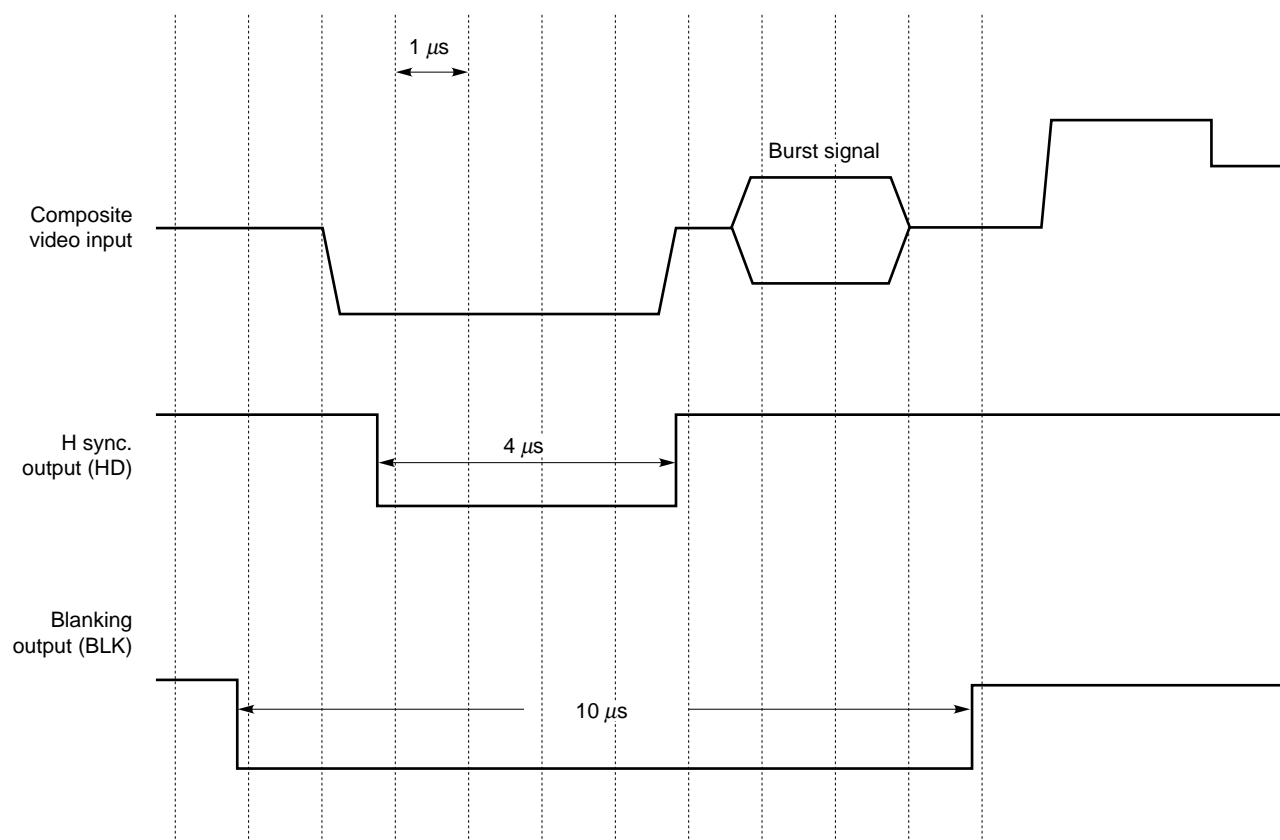 1 μs
Burst signal
Composite
video input
H sync.
output (HD)
4 μs
Blanking
output (BLK)
10 μs